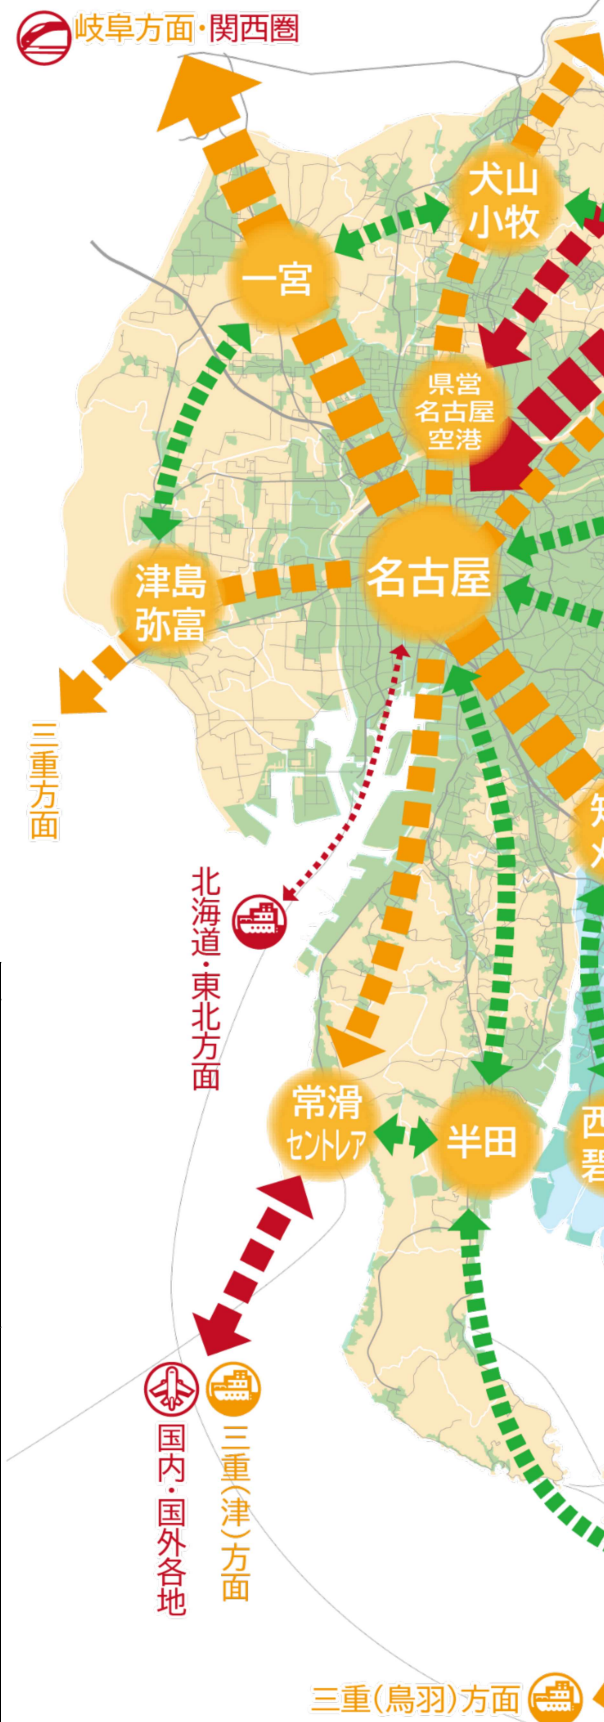 岐阜方面・関西圏
犬山
小牧
一宮
県営
名古屋
空港
名古屋
津島
弥富
三重方面
北海道・東北方面
常滑
セントレア
半田
西
碧
国内・国外各地
三重(津)方面
三重(鳥羽)方面